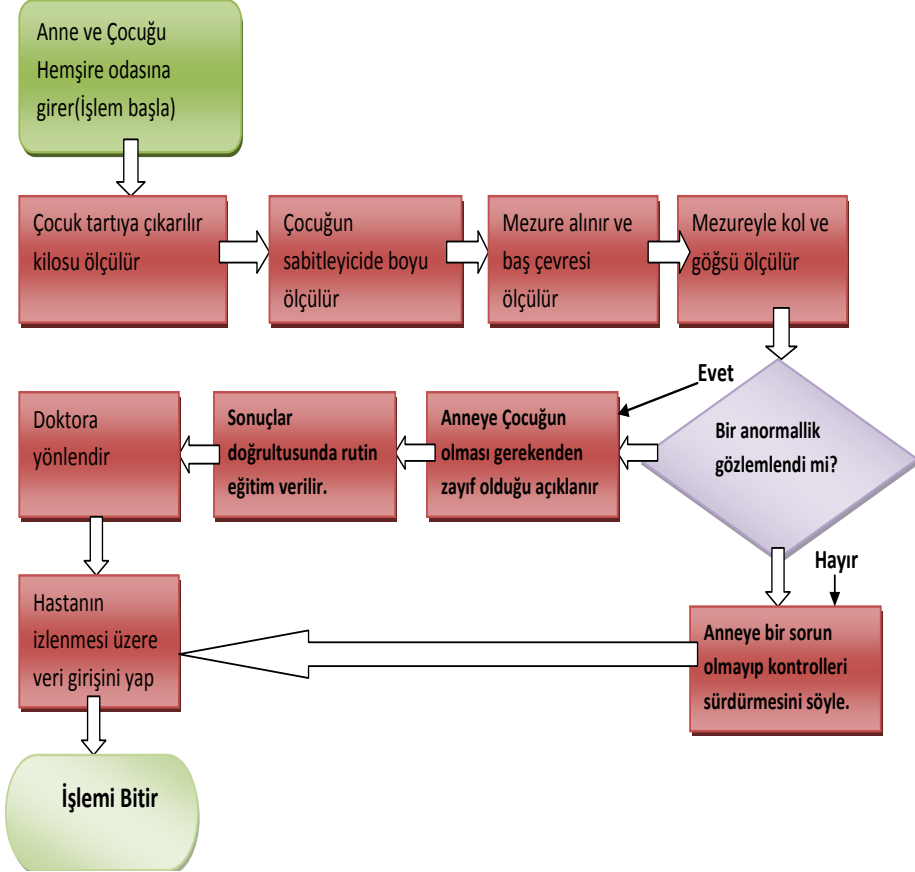 Anne ve Çocuğu
Hemşire odasına
girer(İşlem başla)
Çocuk tartıya çıkarılır
kilosu ölçülür
Çocuğun
sabitleyicide boyu
ölçülür
Mezure alınır ve
baş çevresi
ölçülür
Mezureyle kol ve
göğsü ölçülür
Bir anormallik
gözlemlendi mi?
Evet
Anneye Çocuğun
olması gerekenden
zayıf olduğu açıklanır
Sonuçlar
doğrultusunda rutin
eğitim verilir.
Doktora
yönlendir
Hayır
Anneye bir sorun
olmayıp kontrolleri
sürdürmesini söyle.
Hastanın
izlenmesi üzere
veri girişini yap
İşlemi Bitir